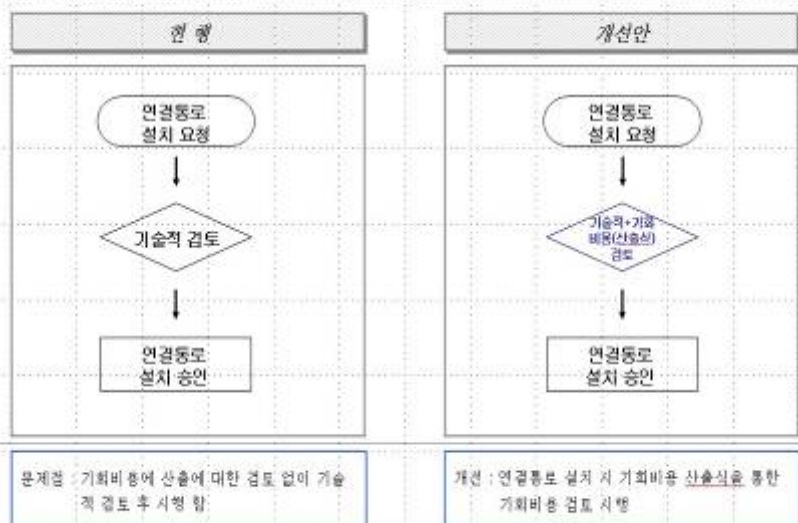 현 행
연결통로
설치 요청
기술적 검토
연결통로
설치 승인
문제점 : 기회비용에 산출에 대한 검토 없이 기술
적 검토 후 시행 함
개선안
연결통로
설치 요청
기술적+기회
비용(산출식)
검토
연결통로
설치 승인
개선 : 연결통로 설치 시 기회비용 산출식을 통한
기회비용 검토 시행